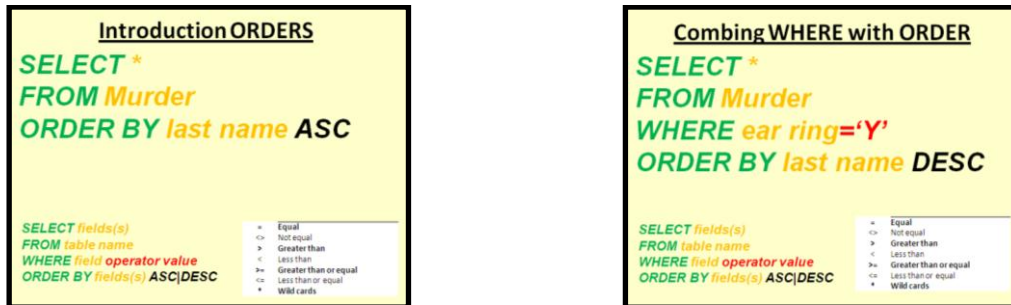 Introduction ORDERS
SELECT *
FROM Murder
ORDER BY last name ASC
SELECT fields(s)
FROM table name
WHERE field operator value
ORDER BY fields(s) ASC|DESC
= Equal
<> Not equal
> Greater than
< Less than
>= Greater than or equal
<= Less than or equal
* Wild cards
Combing WHERE with ORDER
SELECT *
FROM Murder
WHERE ear ring=‘Y’
ORDER BY last name DESC
SELECT fields(s)
FROM table name
WHERE field operator value
ORDER BY fields(s) ASC|DESC
= Equal
<> Not equal
> Greater than
< Less than
>= Greater than or equal
<= Less than or equal
* Wild cards